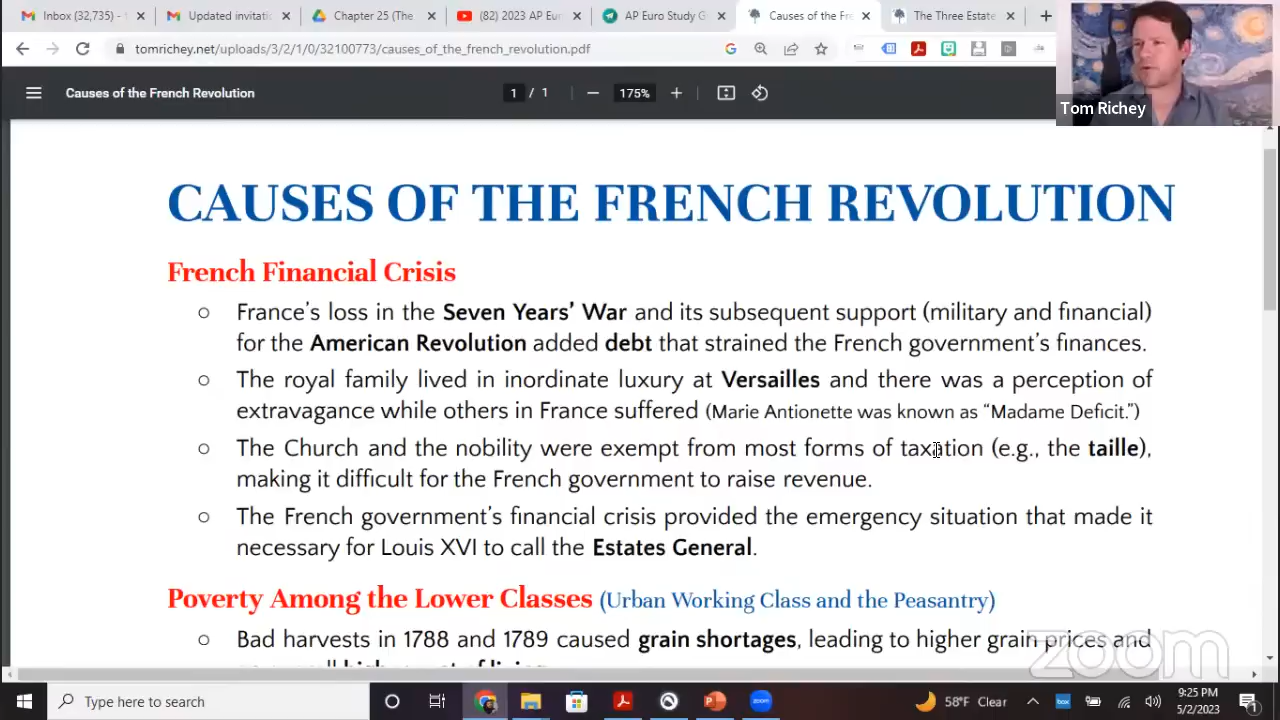 Inbox (32,735) -
Updated invitati
Chapter 25 (The
(82) 2023 AP Eu
AP Euro Study G
Causes of the Fre
The Three Estate
tomrichey.net/uploads/3/2/1/0/32100773/causes_of_the_french_revolution.pdf
Causes of the French Revolution
1 / 1
175%
Tom Richey
CAUSES OF THE FRENCH REVOLUTION
French Financial Crisis
France's loss in the Seven Years' War and its subsequent support (military and financial)
for the American Revolution added debt that strained the French government's finances.
The royal family lived in inordinate luxury at Versailles and there was a perception of
extravagance while others in France suffered (Marie Antionette was known as "Madame Deficit.")
The Church and the nobility were exempt from most forms of taxation (e.g., the taille),
making it difficult for the French government to raise revenue.
The French government's financial crisis provided the emergency situation that made it
necessary for Louis XVI to call the Estates General.
Poverty Among the Lower Classes (Urban Working Class and the Peasantry)
Bad harvests in 1788 and 1789 caused grain shortages, leading to higher grain prices and
zoom
Type here to search
zoom
58°F Clear
box
9:25 PM
5/2/2023
1